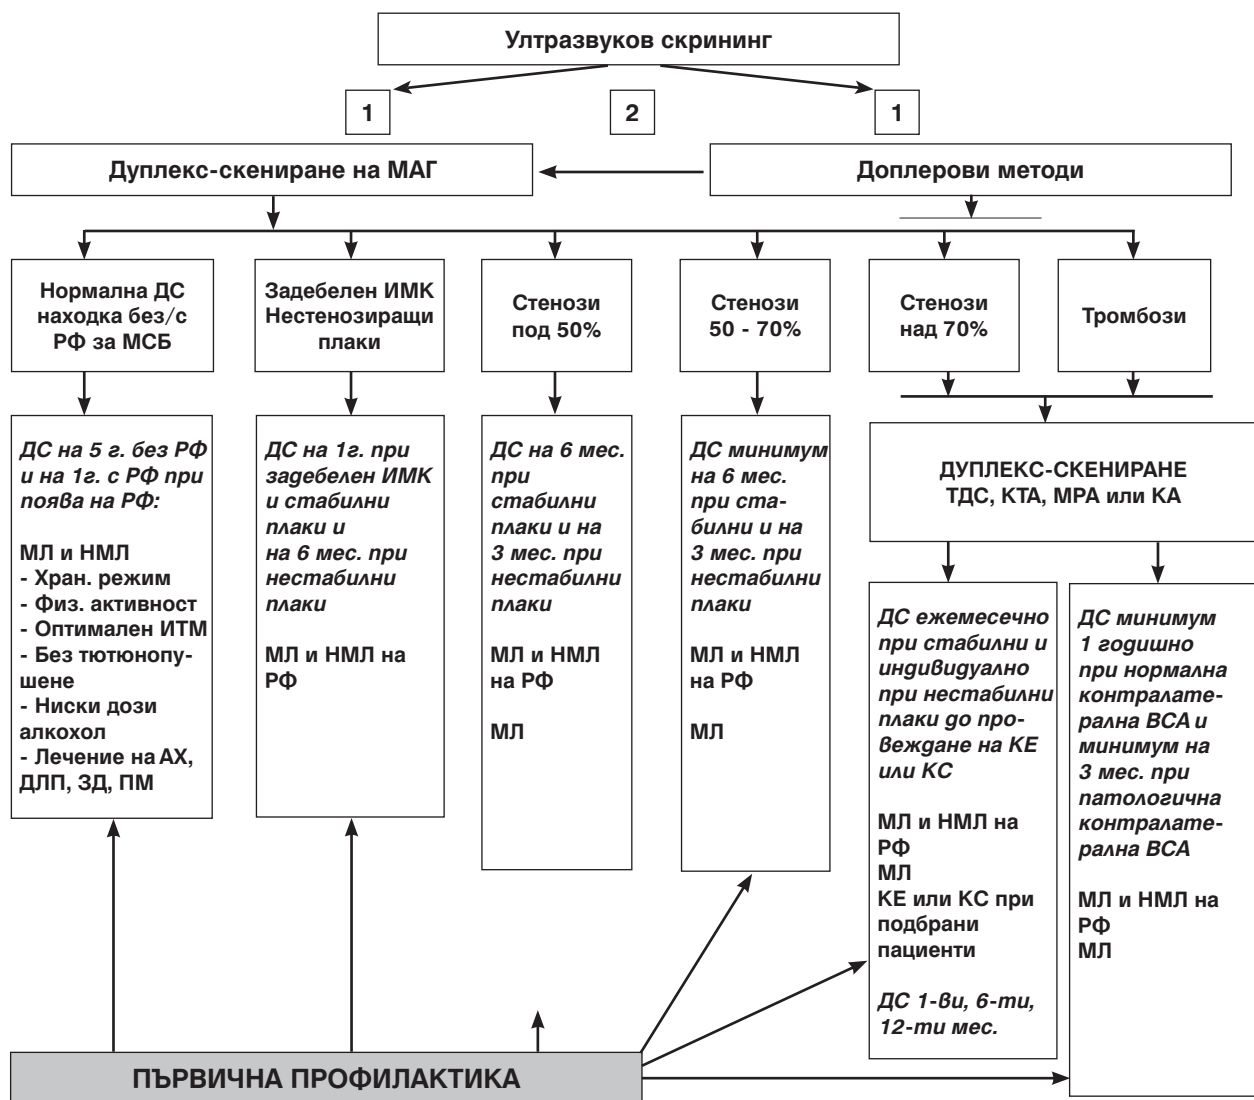 Ултразвуков скрининг
1
2
1
Дуплекс-скениране на МАГ
Доплерови методи
Нормална ДС
находка без/с
РФ за МСБ
Задебелен ИМК
Нестенозиращи
плаки
Стенози
под 50%
Стенози
50 - 70%
Стенози
над 70%
Тромбози
ДС на 5 г. без РФ
и на 1г. с РФ при
поява на РФ:
МЛ и НМЛ
- Хран. режим
- Физ. активност
- Оптимален ИТМ
- Без тютюнопу-
шене
- Ниски дози
алкохол
- Лечение на АХ,
ДЛП, ЗД, ПМ
ДС на 1г. при
задебелен ИМК
и стабилни
плаки и
на 6 мес. при
нестабилни
плаки
МЛ и НМЛ на
РФ
ДС на 6 мес.
при
стабилни
плаки и на
3 мес. при
нестабилни
плаки
МЛ и НМЛ
на РФ
МЛ
ДС минимум
на 6 мес.
при ста-
билни и на
3 мес. при
нестабилни
плаки
МЛ и НМЛ
на РФ
МЛ
ДУПЛЕКС-СКЕНИРАНЕ
ТДС, КТА, МРА или КА
ДС ежемесечно
при стабилни и
индивидуално
при нестабилни
плаки до про-
веждане на КЕ
или КС
МЛ и НМЛ на
РФ
МЛ
КЕ или КС при
подбрани
пациенти
ДС 1-ви, 6-ти,
12-ти мес.
ДС минимум
1 годишно
при нормална
контралате-
рална ВСА и
минимум на
3 мес. при
патологична
контралате-
рална ВСА
МЛ и НМЛ на
РФ
МЛ
ПЪРВИЧНА ПРОФИЛАКТИКА